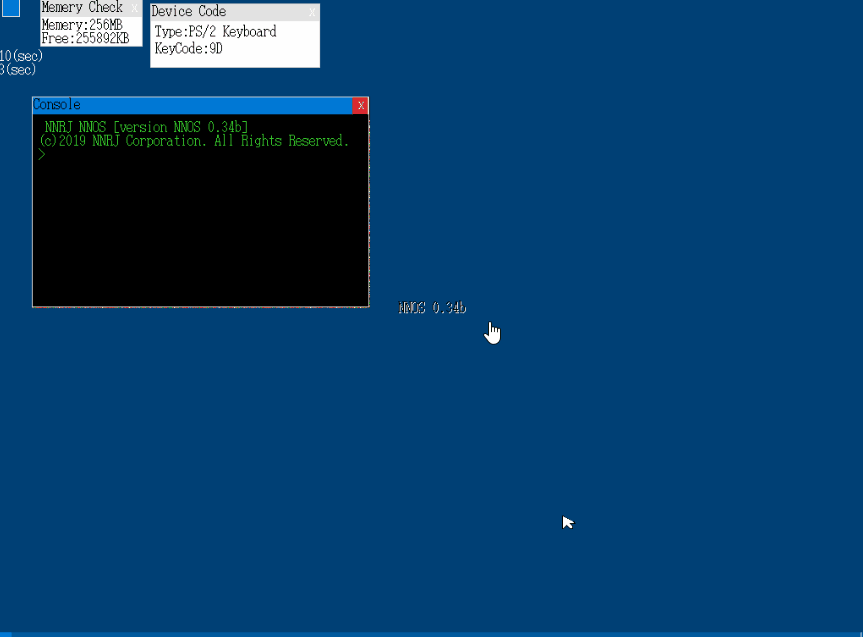 Memory Check x
Memery:256MB
Free:255892KB
Device Code x
Type:PS/2 Keyboard
KeyCode:9D
10(sec)
3(sec)
Console x
NNRJ NNOS [version NNOS 0.34b]
(c)2019 NNRJ Corporation. All Rights Reserved.
>
NNOS 0.34b